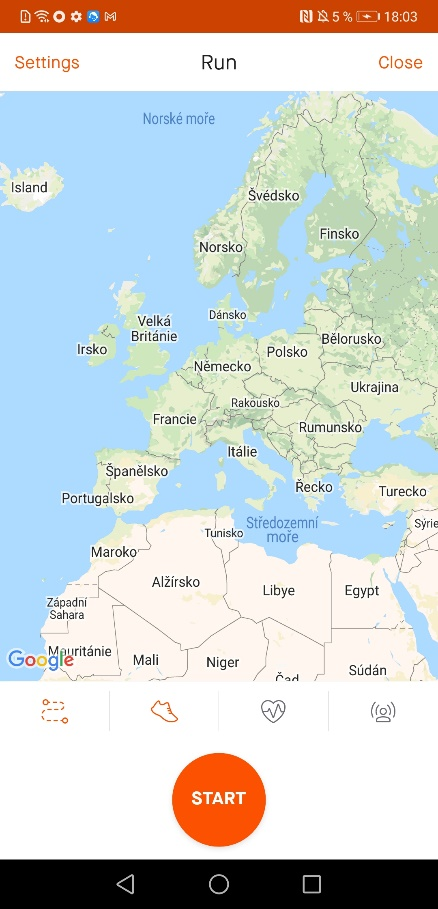 5 % 18:03
Settings
Run
Close
Norské moře
Island
Švédsko
Finsko
Norsko
Dánsko
Velká
Británie
Irsko
Bělorusko
Polsko
Německo
Ukrajina
Rakousko
Francie
Rumunsko
Itálie
Španělsko
Řecko
Turecko
Portugalsko
Středozemní
moře
Sýrie
Tunisko
Maroko
Alžírsko
Libye
Egypt
Západní
Sahara
Mauritánie
Google
Mali
Niger
Čad
Súdán
START